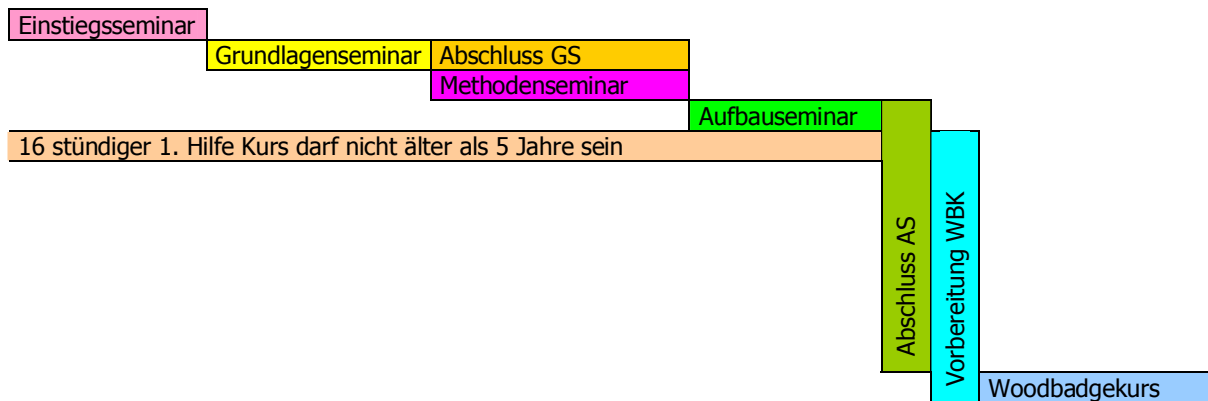 Einstiegsseminar
Grundlagenseminar
Abschluss GS
Methodenseminar
Aufbauseminar
16 stündiger 1. Hilfe Kurs darf nicht älter als 5 Jahre sein
Abschluss AS
Vorbereitung WBK
Woodbadgekurs